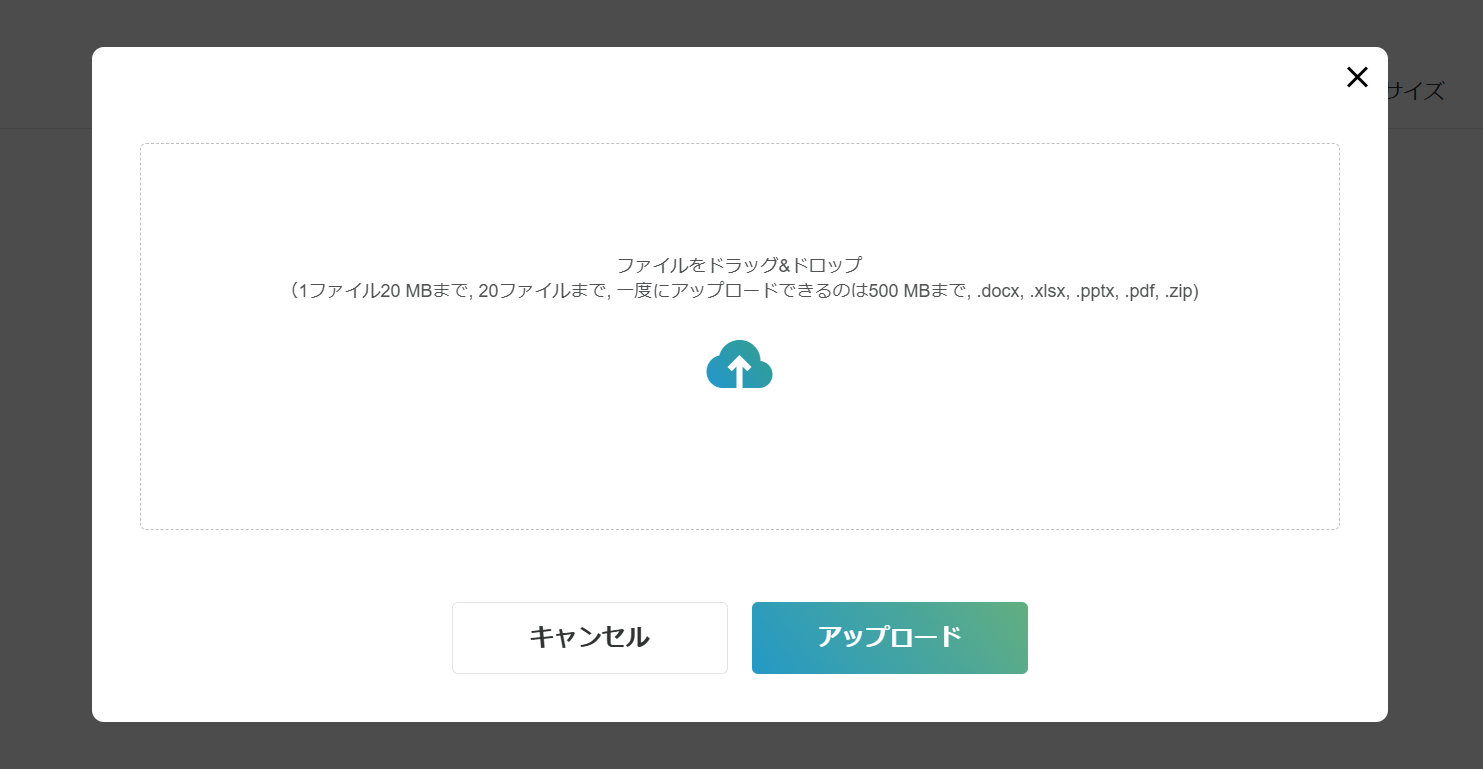 サイズ
ファイルをドラッグ&ドロップ
（1ファイル20 MBまで, 20ファイルまで, 一度にアップロードできるのは500 MBまで, .docx, .xlsx, .pptx, .pdf, .zip)
キャンセル
アップロード